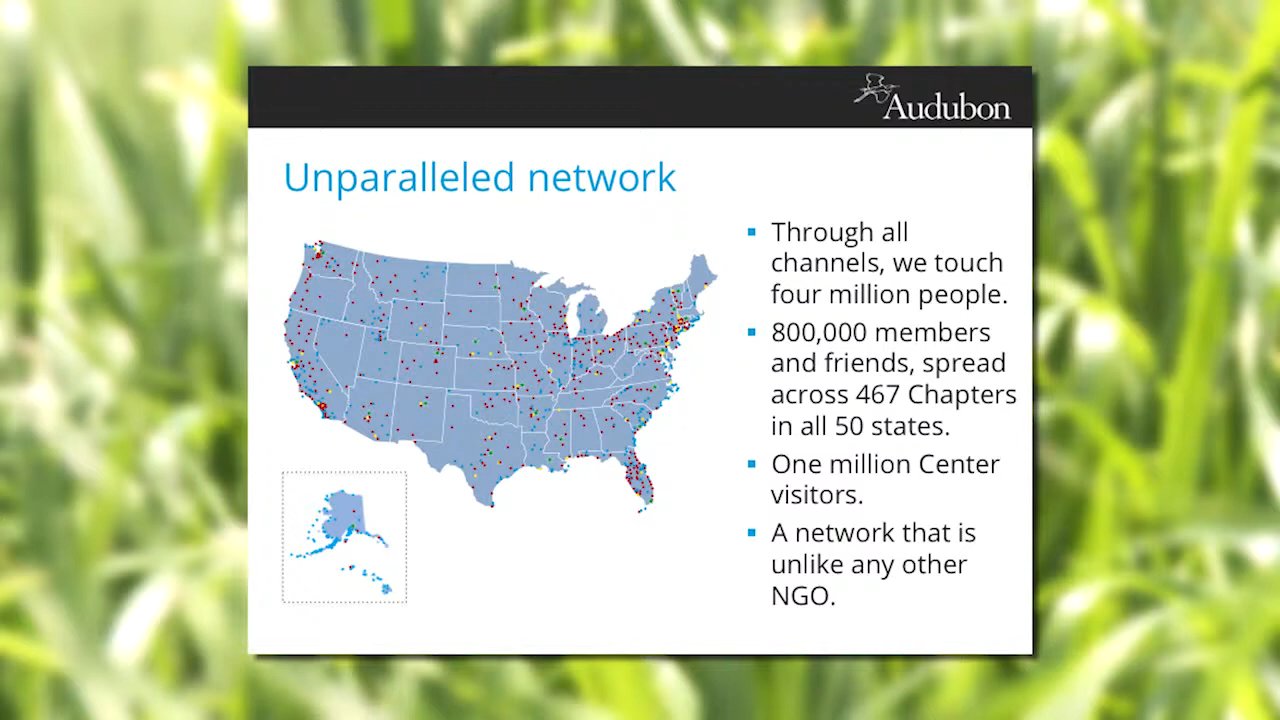 Audubon
Unparalleled network
Through all
channels, we touch
four million people.
800,000 members
and friends, spread
across 467 Chapters
in all 50 states.
One million Center
visitors.
A network that is
unlike any other
NGO.